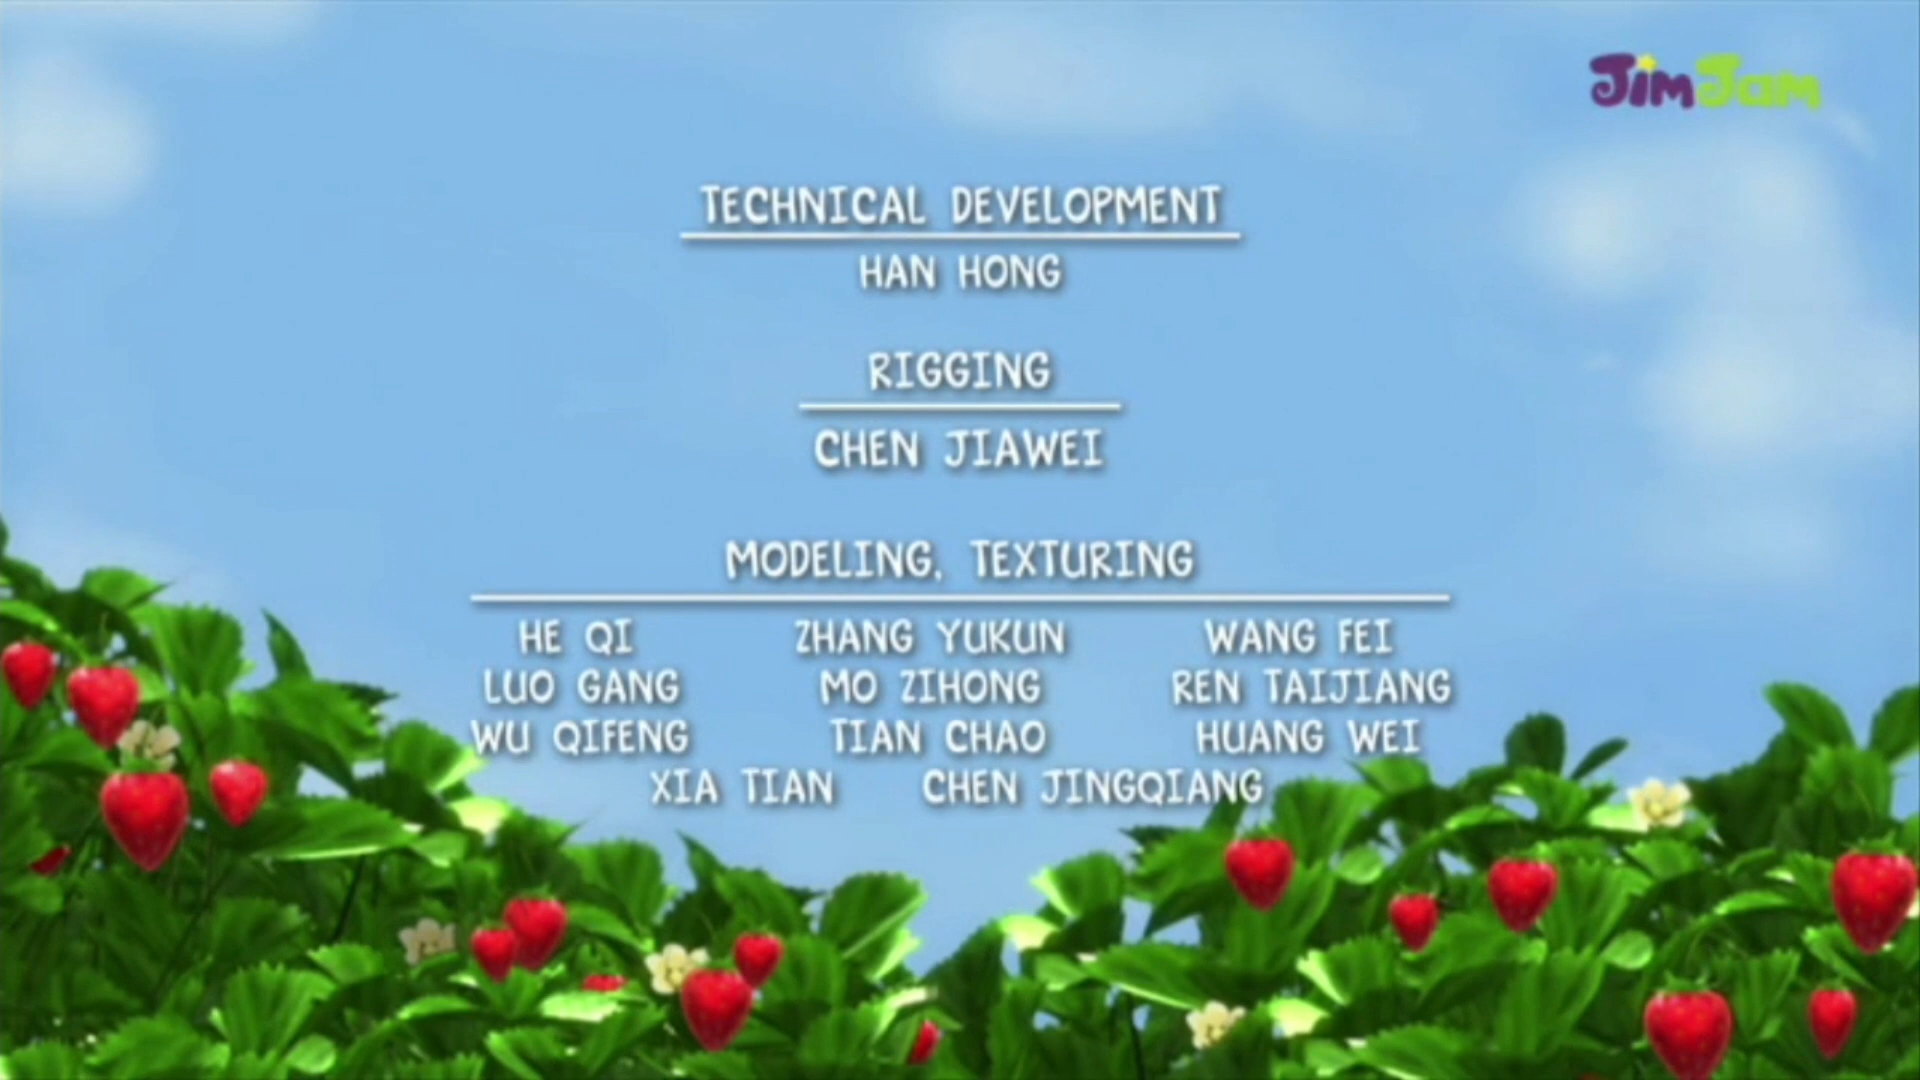 JimJam
TECHNICAL DEVELOPMENT
HAN HONG
RIGGING
CHEN JIAWEI
MODELING, TEXTURING
HE QI ZHANG YUKUN WANG FEI
LUO GANG MO ZIHONG REN TAIJIANG
WU QIFENG TIAN CHAO HUANG WEI
XIA TIAN CHEN JINGQIANG